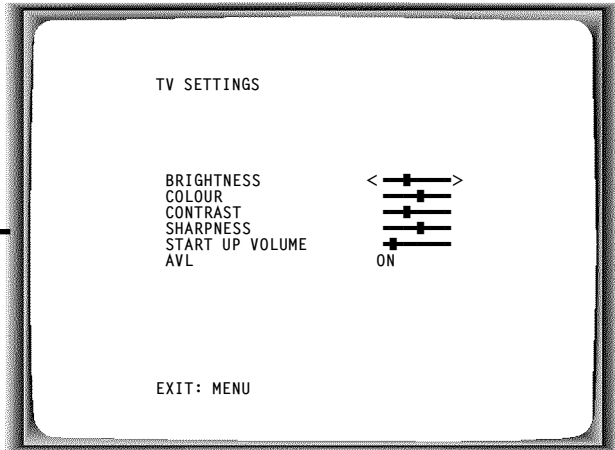 TV SETTINGS
BRIGHTNESS < >
COLOUR
CONTRAST
SHARPNESS
START UP VOLUME
AVL ON
EXIT: MENU